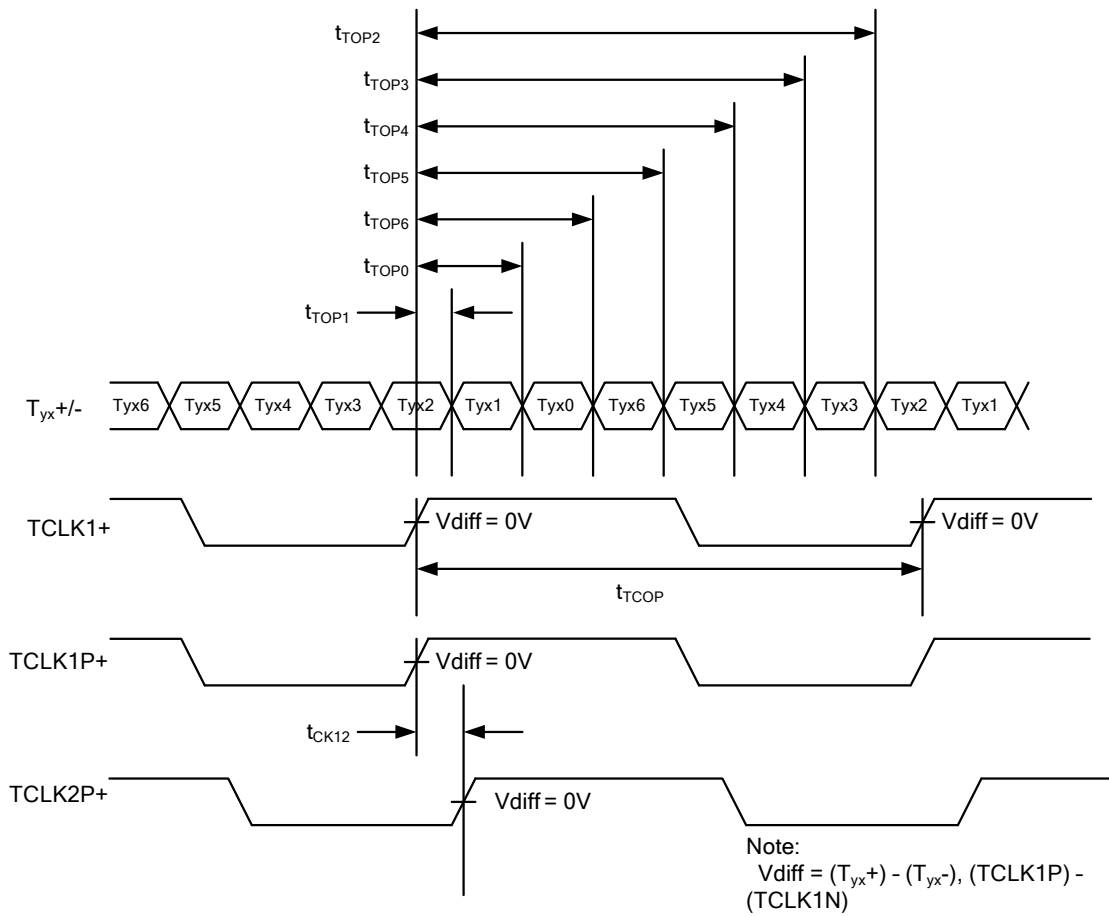 tTOP2
tTOP3
tTOP4
tTOP5
tTOP6
tTOP0
tTOP1
Tyx+/-
Tyx6 Tyx5 Tyx4 Tyx3 Tyx2 Tyx1 Tyx0 Tyx6 Tyx5 Tyx4 Tyx3 Tyx2 Tyx1
TCLK1+
Vdiff = 0V
Vdiff = 0V
tTCOP
TCLK1P+
Vdiff = 0V
tCK12
TCLK2P+
Vdiff = 0V
Note:
Vdiff = (Tyx+) - (Tyx-), (TCLK1P) -
(TCLK1N)